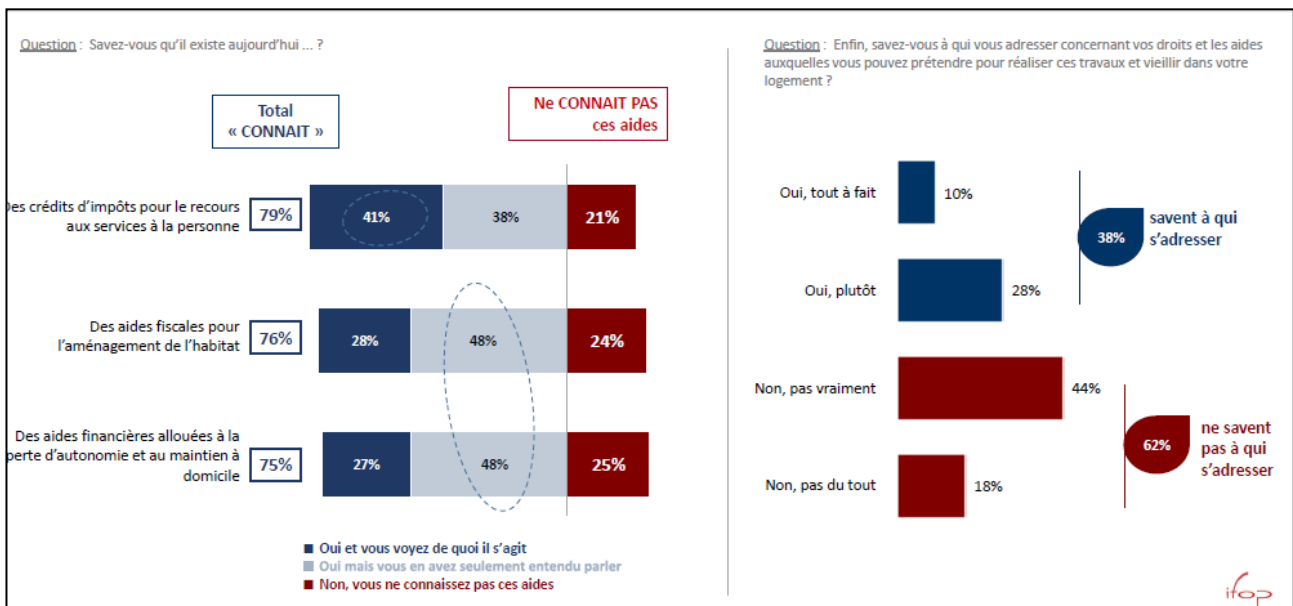 Question : Savez-vous qu'il existe aujourd'hui ... ?
Total
« CONNAIT »
Ne CONNAIT PAS
ces aides
Des crédits d'impôts pour le recours
aux services à la personne
79%
41%
38%
21%
Des aides fiscales pour
l'aménagement de l'habitat
76%
28%
48%
24%
Des aides financières allouées à la
perte d'autonomie et au maintien à
domicile
75%
27%
48%
25%
Oui et vous voyez de quoi il s'agit
Oui mais vous en avez seulement entendu parler
Non, vous ne connaissez pas ces aides
Question : Enfin, savez-vous à qui vous adresser concernant vos droits et les aides
auxquelles vous pouvez prétendre pour réaliser ces travaux et vieillir dans votre
logement ?
Oui, tout à fait
10%
Oui, plutôt
28%
38%
savent à qui
s'adresser
Non, pas vraiment
44%
Non, pas du tout
18%
62%
ne savent
pas à qui
s'adresser
ifop